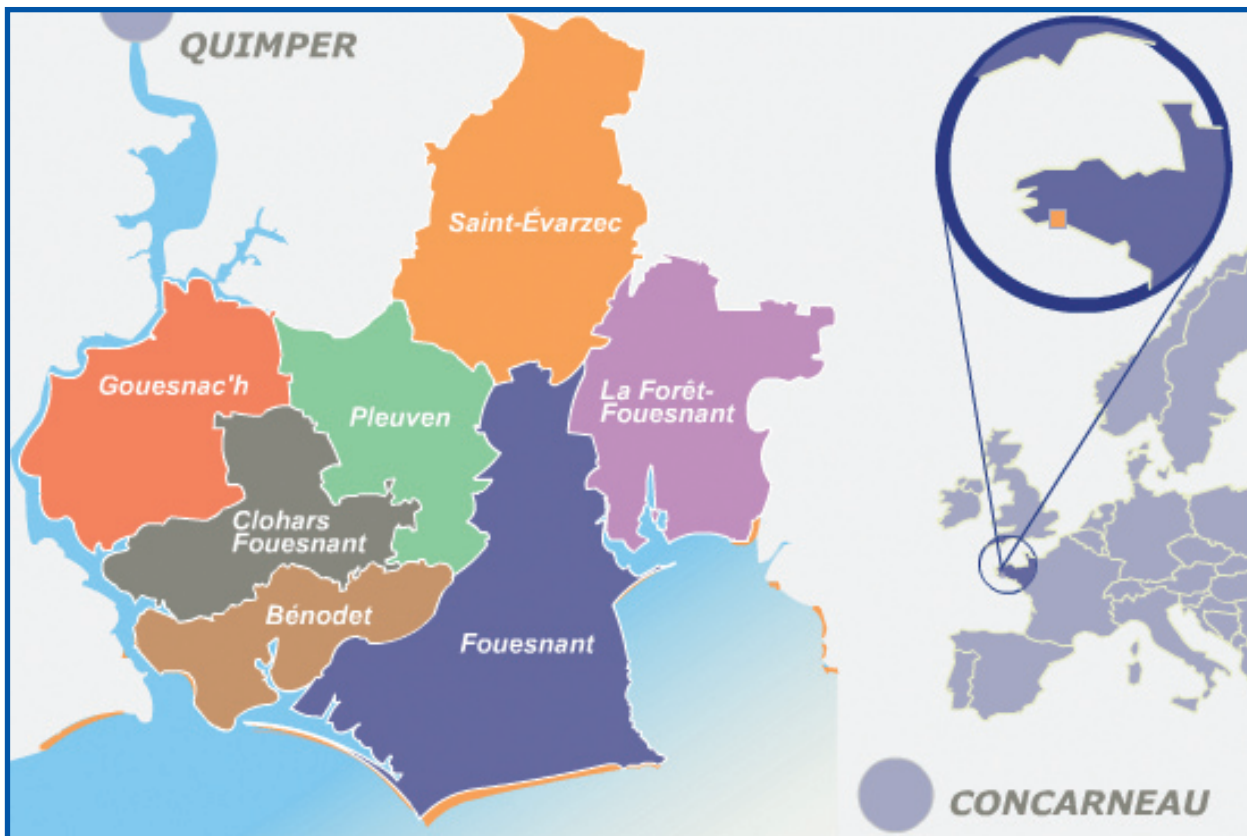 QUIMPER
Saint-Évarzec
Gouesnac'h
Pleuven
La Forêt-
Fouesnant
Clohars
Fouesnant
Bénodet
Fouesnant
CONCARNEAU